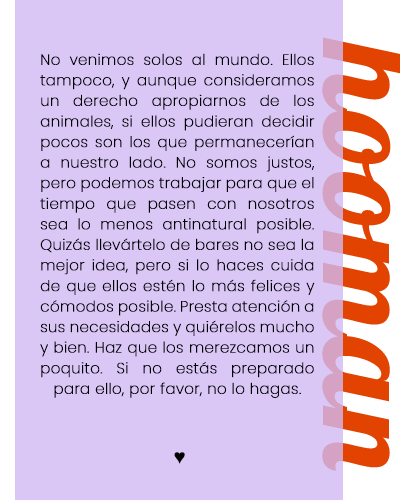 No venimos solos al mundo. Ellos
tampoco, y aunque consideramos
un derecho apropiarnos de los
animales, si ellos pudieran decidir
pocos son los que permanecerían
a nuestro lado. No somos justos,
pero podemos trabajar para que el
tiempo que pasen con nosotros
sea lo menos antinatural posible.
Quizás llevártelo de bares no sea la
mejor idea, pero si lo haces cuida
de que ellos estén lo más felices y
cómodos posible. Presta atención a
sus necesidades y quiérelos mucho
y bien. Haz que los merezcamos un
poquito. Si no estás preparado
para ello, por favor, no lo hagas.
♥
hooman